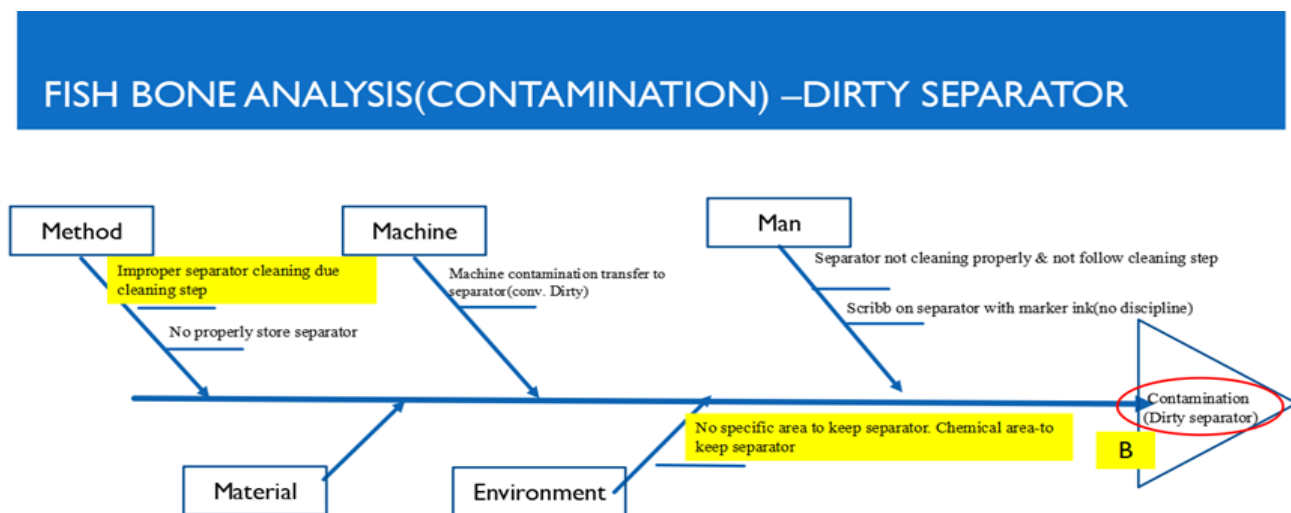 FISH BONE ANALYSIS(CONTAMINATION) –DIRTY SEPARATOR
Method
Machine
Man
Improper separator cleaning due
cleaning step
No properly store separator
Machine contamination transfer to
separator(conv. Dirty)
Separator not cleaning properly & not follow cleaning step
Scribb on separator with marker ink(no discipline)
Contamination
(Dirty separator)
No specific area to keep separator. Chemical area-to
keep separator
B
Material
Environment